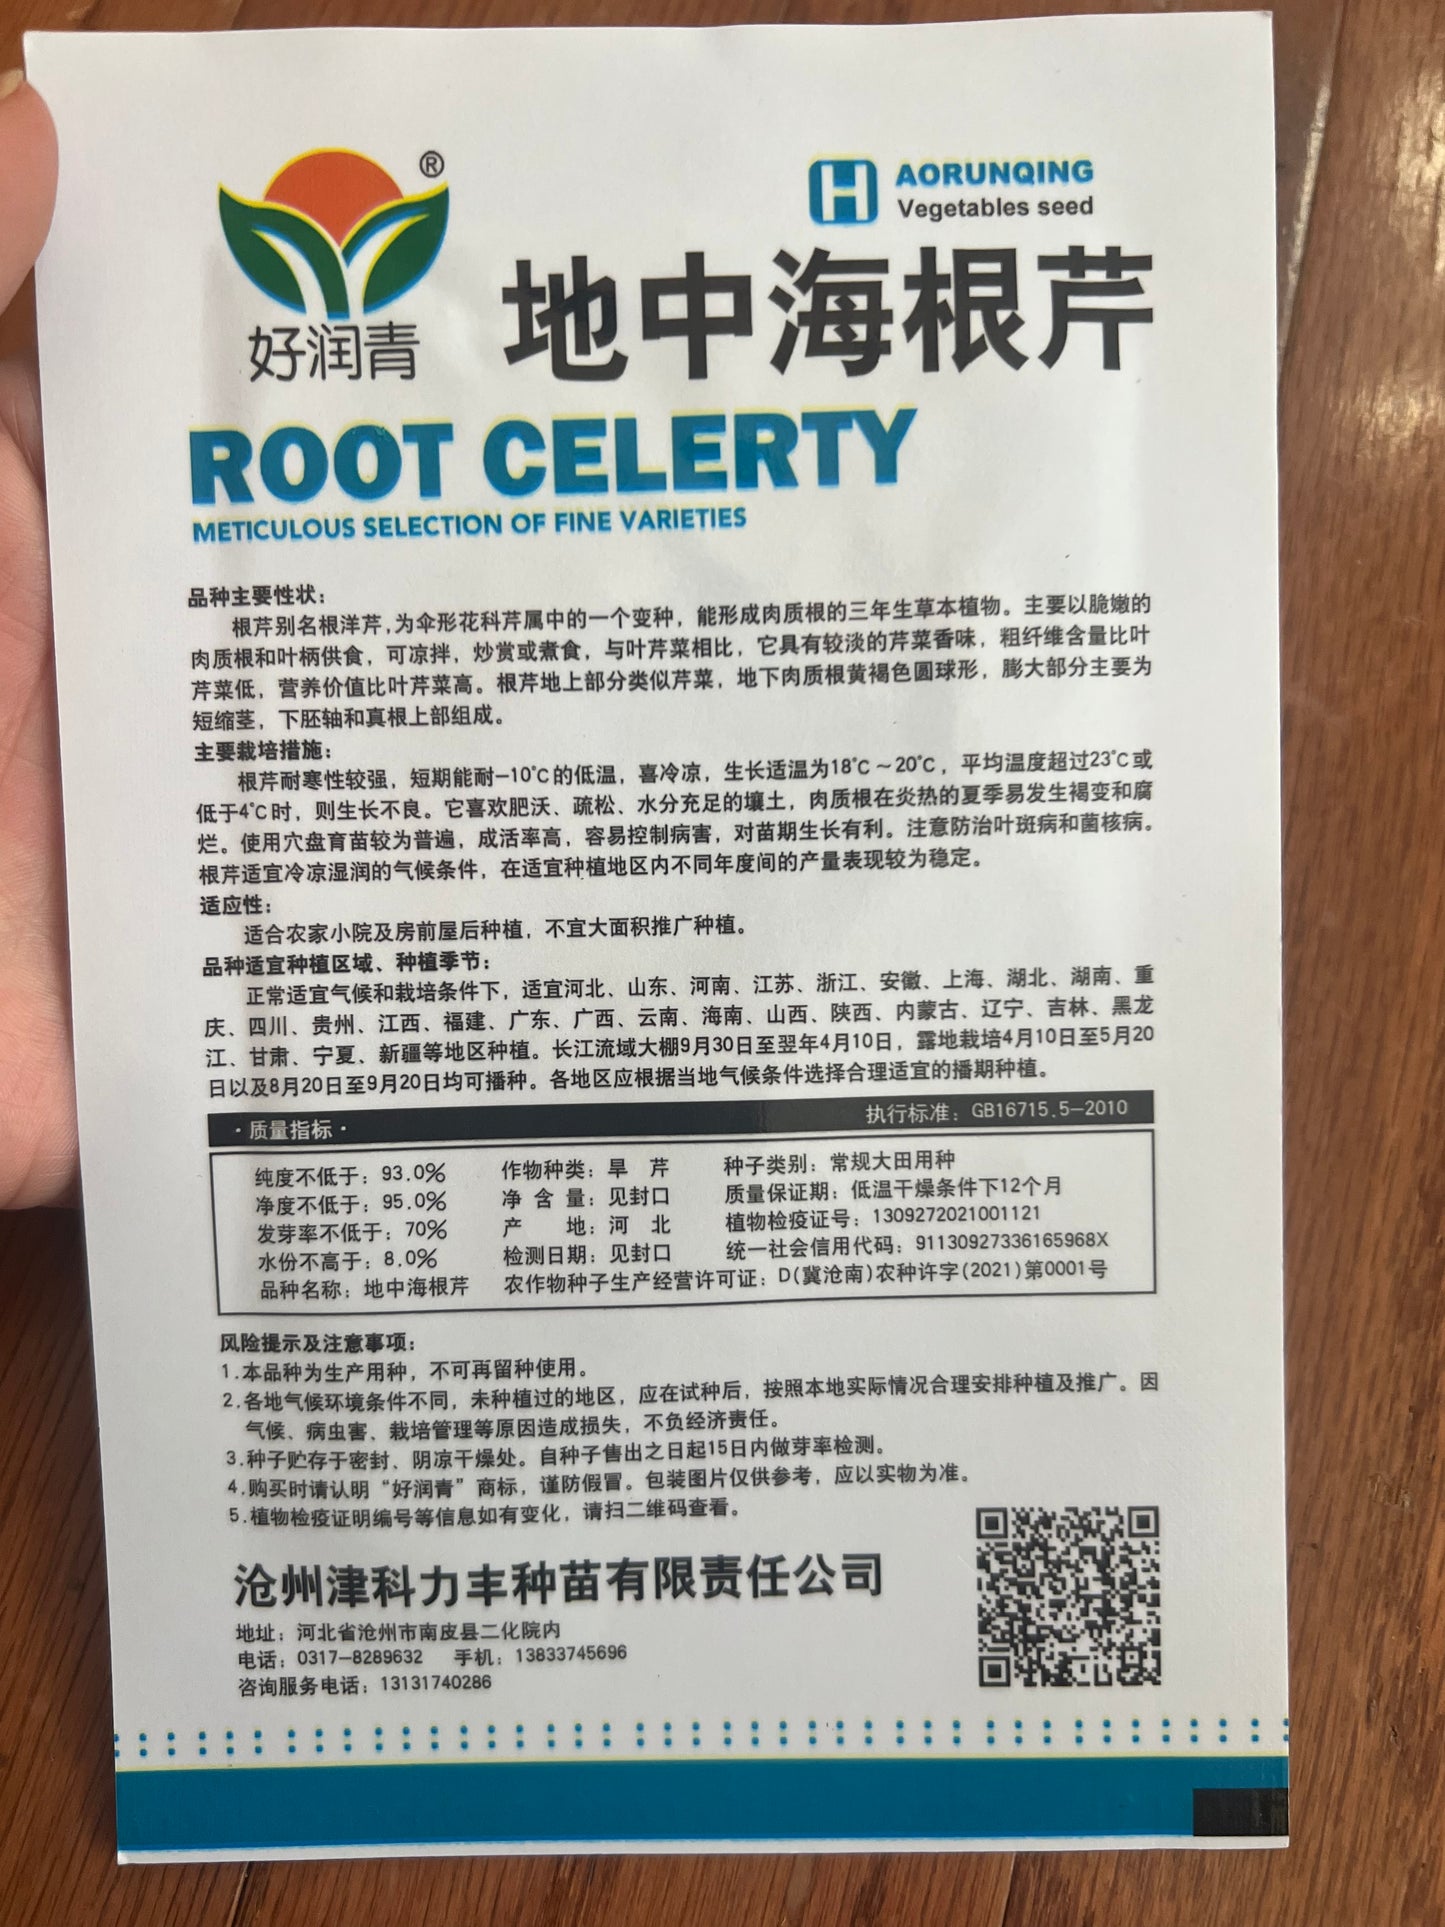 ®
好润青
AORUNQING
Vegetables seed
地中海根芹
ROOT CELERTY
METICULOUS SELECTION OF FINE VARIETIES
品种主要性状：
根芹别名根洋芹,为伞形花科芹属中的一个变种，能形成肉质根的三年生草本植物。主要以脆嫩的
肉质根和叶柄供食，可凉拌，炒赏或煮食，与叶芹菜相比，它具有较淡的芹菜香味，粗纤维含量比叶
芹菜低，营养价值比叶芹菜高。根芹地上部分类似芹菜，地下肉质根黄褐色圆球形，膨大部分主要为
短缩茎，下胚轴和真根上部组成。
主要栽培措施：
根芹耐寒性较强，短期能耐-10℃的低温，喜冷凉，生长适温为18℃～20℃，平均温度超过23℃或
低于4℃时，则生长不良。它喜欢肥沃、疏松、水分充足的壤土，肉质根在炎热的夏季易发生褐变和腐
烂。使用穴盘育苗较为普遍，成活率高，容易控制病害，对苗期生长有利。注意防治叶斑病和菌核病。
根芹适宜冷凉湿润的气候条件，在适宜种植地区内不同年度间的产量表现较为稳定。
适应性：
适合农家小院及房前屋后种植，不宜大面积推广种植。
品种适宜种植区域、种植季节：
正常适宜气候和栽培条件下，适宜河北、山东、河南、江苏、浙江、安徽、上海、湖北、湖南、重
庆、四川、贵州、江西、福建、广东、广西、云南、海南、山西、陕西、内蒙古、辽宁、吉林、黑龙
江、甘肃、宁夏、新疆等地区种植。长江流域大棚9月30日至翌年4月10日，露地栽培4月10日至5月20
日以及8月20日至9月20日均可播种。各地区应根据当地气候条件选择合理适宜的播期种植。
·质量指标· 执行标准：GB16715.5-2010
纯度不低于：93.0% 作物种类：旱 芹 种子类别：常规大田用种
净度不低于：95.0% 净 含 量：见封口 质量保证期：低温干燥条件下12个月
发芽率不低于：70% 产 地：河 北 植物检疫证号：1309272021001121
水份不高于：8.0% 检测日期：见封口 统一社会信用代码：91130927336165968X
品种名称：地中海根芹 农作物种子生产经营许可证：D(冀沧南)农种许字(2021)第0001号
风险提示及注意事项：
1.本品种为生产用种，不可再留种使用。
2.各地气候环境条件不同，未种植过的地区，应在试种后，按照本地实际情况合理安排种植及推广。因
气候、病虫害、栽培管理等原因造成损失，不负经济责任。
3.种子贮存于密封、阴凉干燥处。自种子售出之日起15日内做芽率检测。
4.购买时请认明“好润青”商标，谨防假冒。包装图片仅供参考，应以实物为准。
5.植物检疫证明编号等信息如有变化，请扫二维码查看。
沧州津科力丰种苗有限责任公司
地址：河北省沧州市南皮县二化院内
电话：0317-8289632 手机：13833745696
咨询服务电话：13131740286